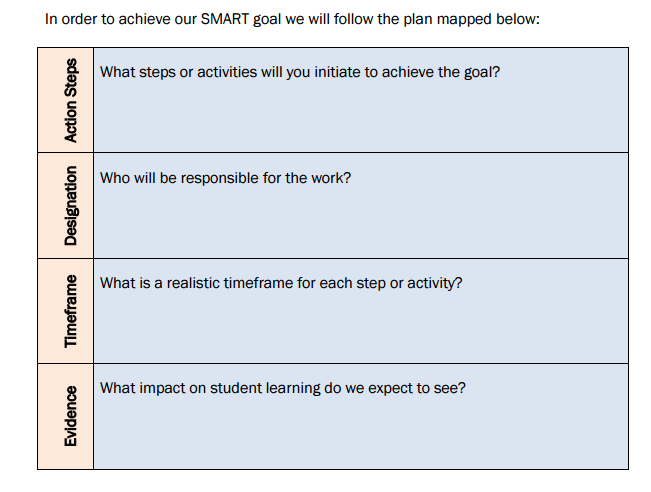 In order to achieve our SMART goal we will follow the plan mapped below:
Action Steps
What steps or activities will you initiate to achieve the goal?
Designation
Who will be responsible for the work?
Timeframe
What is a realistic timeframe for each step or activity?
Evidence
What impact on student learning do we expect to see?